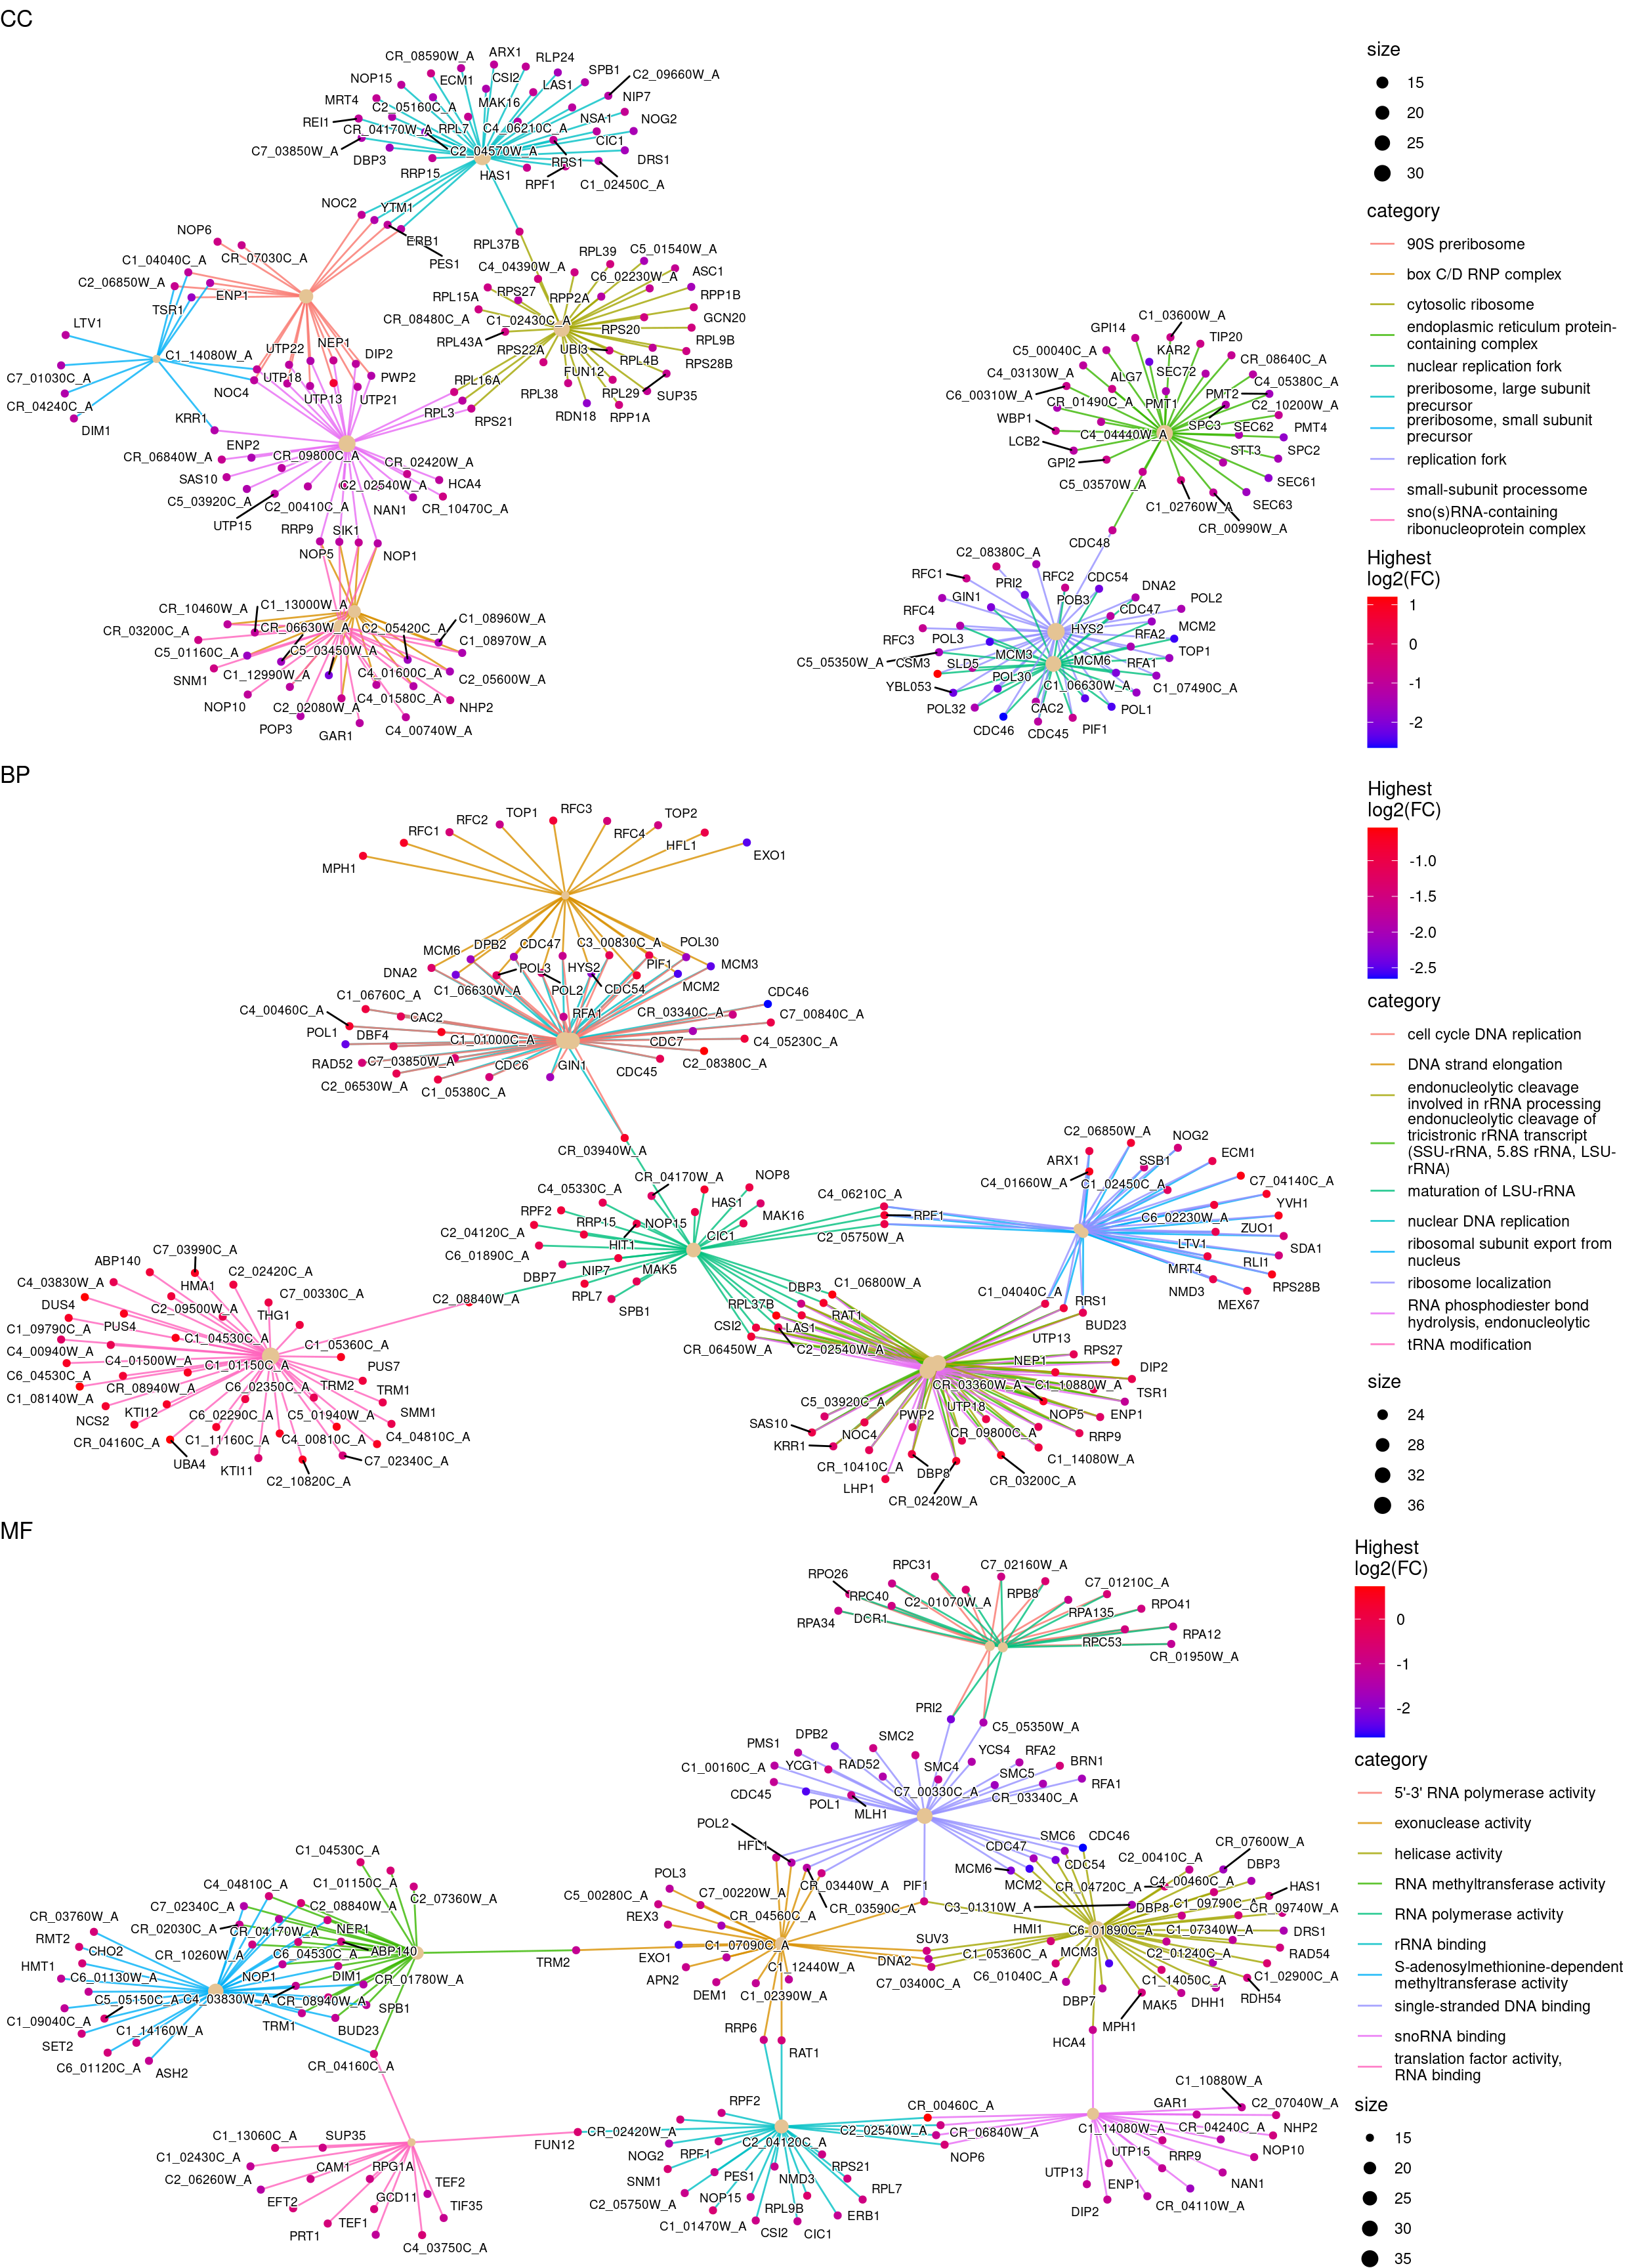 CC
CR_08590W_A
ARX1
RLP24
NOP15
ECM1
CSI2
LAS1
SPB1
C2_09660W_A
MRT4
C2_05160C_A
MAK16
NIP7
REI1
CR_04170W_A
RPL7
C4_06210C_A
NSA1
NOG2
C7_03850W_A
C2_04570W_A
CIC1
DBP3
RRS1
DRS1
RRP15
HAS1
RPF1
C1_02450C_A
NOC2
YTM1
NOP6
CR_07030C_A
ERB1
PES1
RPL37B
C1_04040C_A
C2_06850W_A
ENP1
TSR1
LTV1
C4_04390W_A
RPL39
C5_01540W_A
C6_02230W_A
ASC1
RPL15A
RPS27
RPP2A
RPP1B
CR_08480C_A
C1_02430C_A
RPS20
GCN20
RPL43A
RPS22A
UBI3
RPL4B
RPL9B
RPS28B
FUN12
RPL16A
RPL38
RPL29
SUP35
RPL3
RPS21
RDN18
RPP1A
C1_14080W_A
UTP22
NEP1
DIP2
UTP18
PWP2
C7_01030C_A
NOC4
UTP13
UTP21
CR_04240C_A
DIM1
KRR1
ENP2
CR_06840W_A
CR_09800C_A
CR_02420W_A
SAS10
C2_02540W_A
HCA4
C5_03920C_A
C2_00410C_A
NAN1
CR_10470C_A
UTP15
RRP9
SIK1
NOP5
NOP1
CR_10460W_A
C1_13000W_A
CR_03200C_A
CR_06630W_A
C2_05420C_A
C1_08960W_A
C1_08970W_A
C5_01160C_A
C5_03450W_A
SNM1
C1_12990W_A
C4_01600C_A
C2_05600W_A
NOP10
C2_02080W_A
C4_01580C_A
NHP2
POP3
GAR1
C4_00740W_A
C1_03600W_A
GPI14
TIP20
C5_00040C_A
KAR2
CR_08640C_A
C4_03130W_A
SEC72
C6_00310W_A
ALG7
C4_05380C_A
CR_01490C_A
PMT1
PMT2
C2_10200W_A
WBP1
C4_04440W_A
SPC3
SEC62
PMT4
LCB2
STT3
SPC2
GPI2
C5_03570W_A
SEC61
C1_02760W_A
SEC63
CR_00990W_A
CDC48
C2_08380C_A
RFC1
PRI2
RFC2
CDC54
DNA2
GIN1
POB3
POL2
RFC4
CDC47
HYS2
MCM2
RFC3
POL3
RFA2
C5_05350W_A
CSM3
SLD5
MCM3
MCM6
RFA1
TOP1
YBL053
POL30
C1_06630W_A
C1_07490C_A
POL32
CAC2
POL1
CDC46
CDC45
PIF1
size
15
20
25
30
category
90S preribosome
box C/D RNP complex
cytosolic ribosome
endoplasmic reticulum protein-
containing complex
nuclear replication fork
preribosome, large subunit
precursor
preribosome, small subunit
precursor
replication fork
small-subunit processome
sno(s)RNA-containing
ribonucleoprotein complex
Highest
log2(FC)
1
0
-1
-2
BP
RFC1
RFC2
TOP1
RFC3
RFC4
TOP2
HFL1
EXO1
MPH1
MCM6
DPB2
CDC47
C3_00830C_A
POL30
DNA2
POL3
HYS2
PIF1
MCM3
C1_06630W_A
POL2
CDC54
MCM2
C1_06760C_A
CDC46
C4_00460C_A
CAC2
RFA1
CR_03340C_A
C7_00840C_A
POL1
DBF4
C1_01000C_A
CDC7
C4_05230C_A
RAD52
C7_03850W_A
C2_08380C_A
C2_06530W_A
CDC6
GIN1
CDC45
C1_05380C_A
CR_03940W_A
CR_04170W_A
NOP8
C4_05330C_A
HAS1
RPF2
RRP15
NOP15
MAK16
C2_04120C_A
HIT1
CIC1
C6_01890C_A
NIP7
MAK5
DBP7
RPL7
SPB1
C2_08840W_A
C4_06210C_A
RPF1
C2_05750W_A
C2_06850W_A
NOG2
ARX1
SSB1
ECM1
C4_01660W_A
C1_02450C_A
C7_04140C_A
YVH1
C6_02230W_A
ZUO1
LTV1
SDA1
MRT4
RLI1
RPS28B
NMD3
MEX67
C1_04040C_A
RRS1
BUD23
DBP3
C1_06800W_A
RPL37B
RAT1
CSI2
LAS1
CR_06450W_A
C2_02540W_A
UTP13
NEP1
RPS27
DIP2
CR_03360W_A
C1_10880W_A
TSR1
C5_03920C_A
UTP18
NOP5
ENP1
SAS10
PWP2
CR_09800C_A
RRP9
KRR1
NOC4
C1_14080W_A
CR_10410C_A
DBP8
CR_03200C_A
LHP1
CR_02420W_A
C7_03990C_A
ABP140
C2_02420C_A
C4_03830W_A
HMA1
C7_00330C_A
DUS4
C2_09500W_A
THG1
C1_09790C_A
PUS4
C1_04530C_A
C1_05360C_A
C4_00940W_A
C4_01500W_A
C1_01150C_A
PUS7
C6_04530C_A
CR_08940W_A
C6_02350C_A
TRM2
TRM1
C1_08140W_A
KTI12
C6_02290C_A
C5_01940W_A
SMM1
NCS2
CR_04160C_A
C1_11160C_A
C4_00810C_A
C4_04810C_A
UBA4
KTI11
C7_02340C_A
C2_10820C_A
Highest
log2(FC)
-1.0
-1.5
-2.0
-2.5
category
cell cycle DNA replication
DNA strand elongation
endonucleolytic cleavage
involved in rRNA processing
endonucleolytic cleavage of
tricistronic rRNA transcript
(SSU-rRNA, 5.8S rRNA, LSU-
rRNA)
maturation of LSU-rRNA
nuclear DNA replication
ribosomal subunit export from
nucleus
ribosome localization
RNA phosphodiester bond
hydrolysis, endonucleolytic
tRNA modification
size
24
28
32
36
MF
RPO26
RPC31
C7_02160W_A
RPC40
C2_01070W_A
RPB8
C7_01210C_A
RPA34
DCR1
RPA135
RPO41
RPC53
RPA12
CR_01950W_A
PRI2
C5_05350W_A
PMS1
DPB2
SMC2
YCS4
RFA2
BRN1
C1_00160C_A
YCG1
RAD52
SMC4
SMC5
RFA1
CDC45
C7_00330C_A
CR_03340C_A
POL1
MLH1
POL2
HFL1
SMC6
CDC46
CDC47
CDC54
MCM6
MCM2
C2_00410C_A
CR_07600W_A
DBP3
CR_04720C_A
C4_00460C_A
HAS1
POL3
C5_00280C_A
C7_00220W_A
CR_03440W_A
PIF1
C3_01310W_A
DBP8
C1_09790C_A
CR_09740W_A
REX3
CR_04560C_A
CR_03590C_A
HMI1
C6_01890C_A
C1_07340W_A
DRS1
EXO1
C1_07090C_A
SUV3
C1_05360C_A
MCM3
C2_01240C_A
RAD54
APN2
C1_12440W_A
DNA2
C7_03400C_A
C6_01040C_A
C1_14050C_A
C1_02900C_A
DEM1
C1_02390W_A
DBP7
MAK5
DHH1
RDH54
MPH1
RRP6
RAT1
HCA4
C1_04530C_A
C4_04810C_A
C1_01150C_A
C2_07360W_A
C7_02340C_A
C2_08840W_A
CR_03760W_A
CR_02030C_A
CR_04170W_A
NEP1
RMT2
CHO2
CR_10260W_A
C6_04530C_A
ABP140
HMT1
C6_01130W_A
NOP1
DIM1
CR_01780W_A
TRM2
C5_05150C_A
C4_03830W_A
CR_08940W_A
SPB1
C1_09040C_A
C1_14160W_A
TRM1
BUD23
SET2
C6_01120C_A
ASH2
CR_04160C_A
C1_13060C_A
SUP35
C1_02430C_A
CAM1
RPG1A
C2_06260W_A
TEF2
EFT2
GCD11
TIF35
PRT1
TEF1
C4_03750C_A
FUN12
RPF2
CR_02420W_A
CR_00460C_A
NOG2
RPF1
C2_04120C_A
C2_02540W_A
CR_06840W_A
SNM1
PES1
NMD3
RPS21
NOP6
C2_05750W_A
NOP15
RPL9B
RPL7
C1_01470W_A
CSI2
CIC1
ERB1
C1_10880W_A
GAR1
C2_07040W_A
C1_14080W_A
CR_04240C_A
NHP2
UTP15
RRP9
NOP10
UTP13
ENP1
NAN1
DIP2
CR_04110W_A
Highest
log2(FC)
0
-1
-2
category
5'-3' RNA polymerase activity
exonuclease activity
helicase activity
RNA methyltransferase activity
RNA polymerase activity
rRNA binding
S-adenosylmethionine-dependent
methyltransferase activity
single-stranded DNA binding
snoRNA binding
translation factor activity,
RNA binding
size
15
20
25
30
35